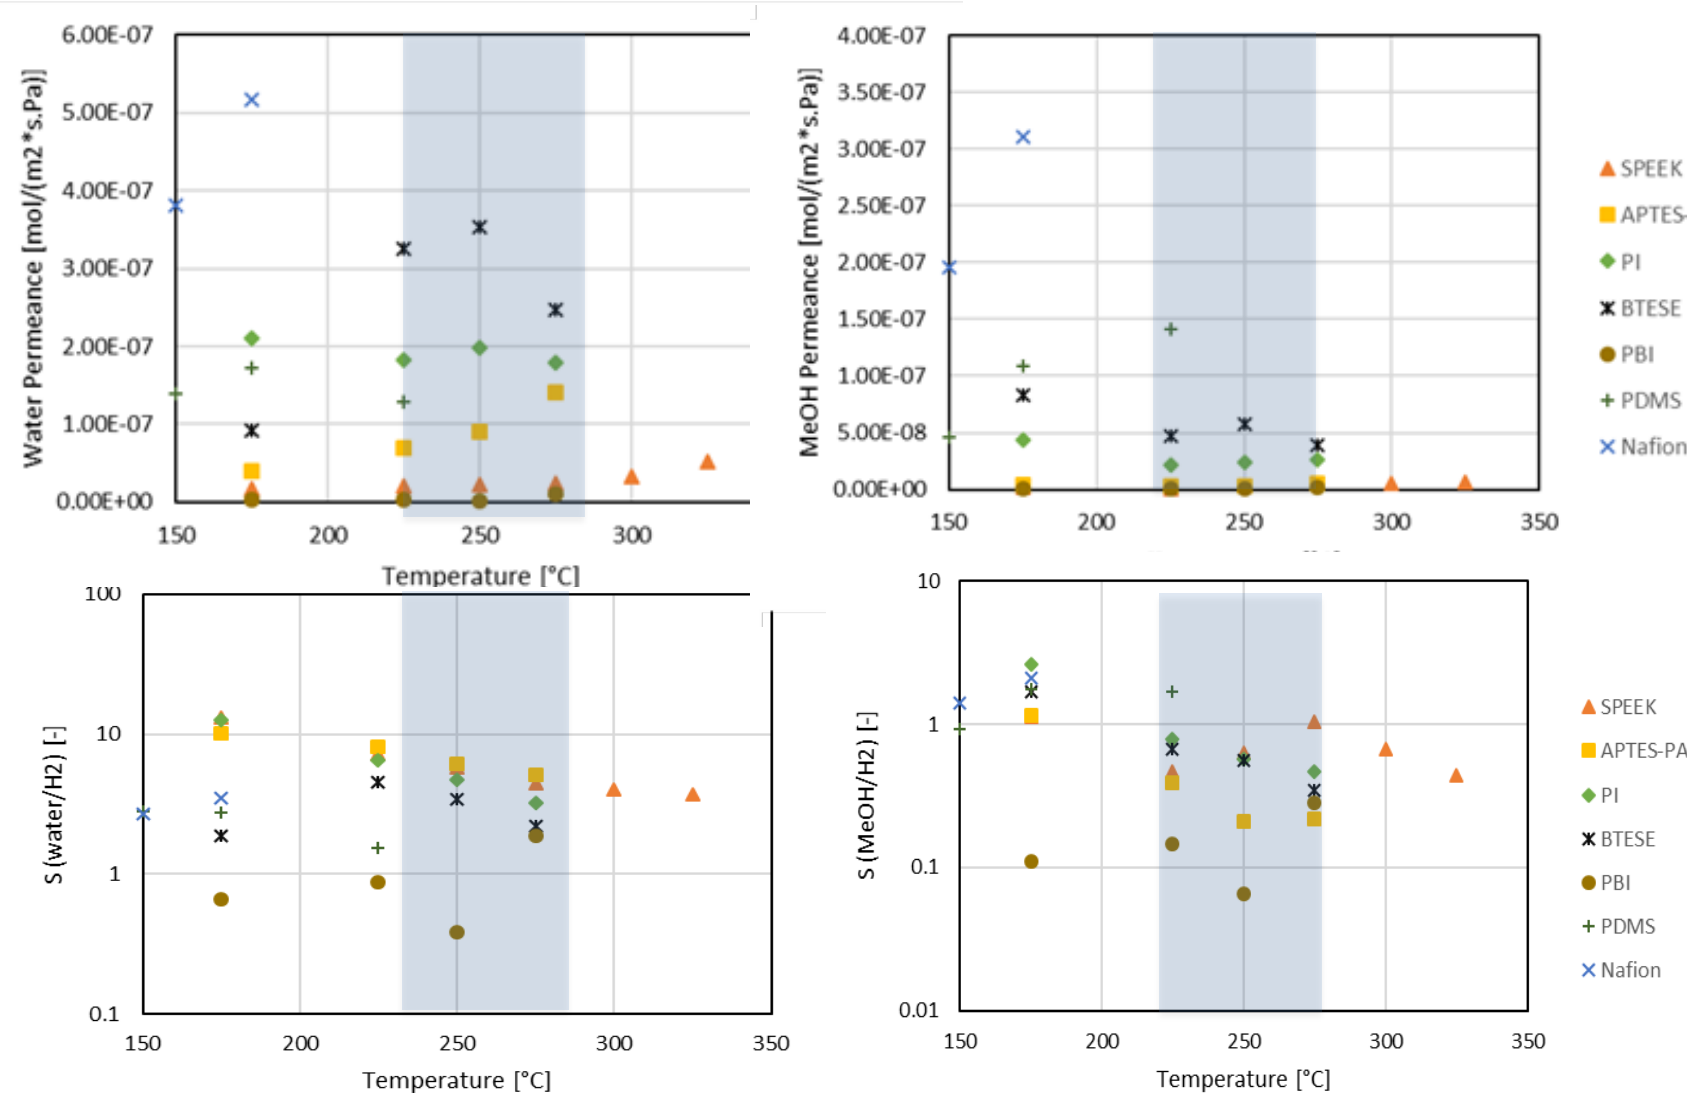 Water Permeance [mol/(m2*s.Pa)]
6.00E-07
5.00E-07
4.00E-07
3.00E-07
2.00E-07
1.00E-07
0.00E+00
150
200
250
300
Temperature [°C]
MeOH Permeance [mol/(m2*s.Pa)]
4.00E-07
3.50E-07
3.00E-07
2.50E-07
2.00E-07
1.50E-07
1.00E-07
5.00E-08
0.00E+00
150
200
250
300
350
SPEEK
APTES-
PI
BTESE
PBI
PDMS
Nafion
S (water/H2) [-]
100
10
1
0.1
150
200
250
300
350
Temperature [°C]
S (MeOH/H2) [-]
10
1
0.1
0.01
150
200
250
300
350
Temperature [°C]
SPEEK
APTES-PA
PI
BTESE
PBI
PDMS
Nafion